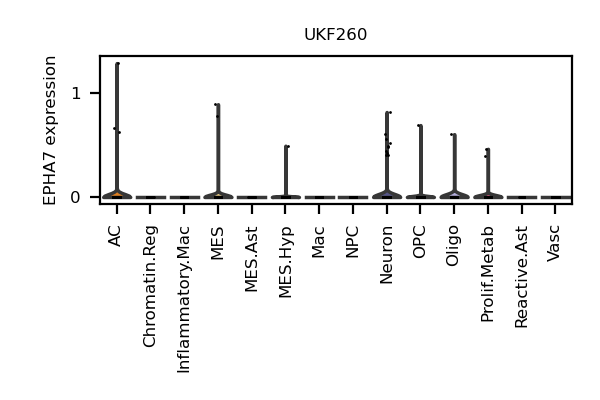 UKF260
EPHA7 expression
1
0
AC
Chromatin.Reg
Inflammatory.Mac
MES
MES.Ast
MES.Hyp
Mac
NPC
Neuron
OPC
Oligo
Prolif.Metab
Reactive.Ast
Vasc